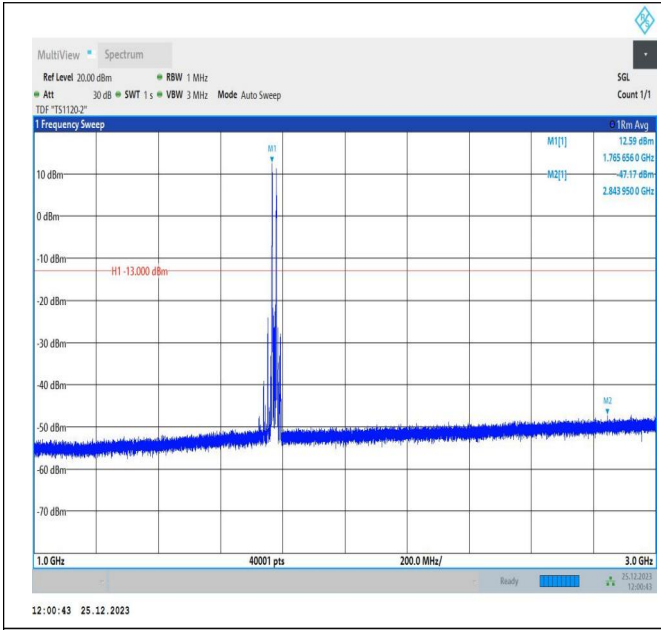 MultiView Spectrum
Ref Level 20.00 dBm RBW 1 MHz SGL
Att 30 dB SWT 1 s VBW 3 MHz Mode Auto Sweep Count 1/1
TDF "TS1120-2"
1 Frequency Sweep 1Rm Avg
M1[1] 12.59 dBm
1.765 656 0 GHz
M2[1] -47.17 dBm
2.843 950 0 GHz
M1
10 dBm
0 dBm
-10 dBm
H1 -13.000 dBm
-20 dBm
-30 dBm
-40 dBm
M2
-50 dBm
-60 dBm
-70 dBm
1.0 GHz 40001 pts 200.0 MHz/ 3.0 GHz
Ready 25.12.2023
12:00:43
12:00:43 25.12.2023